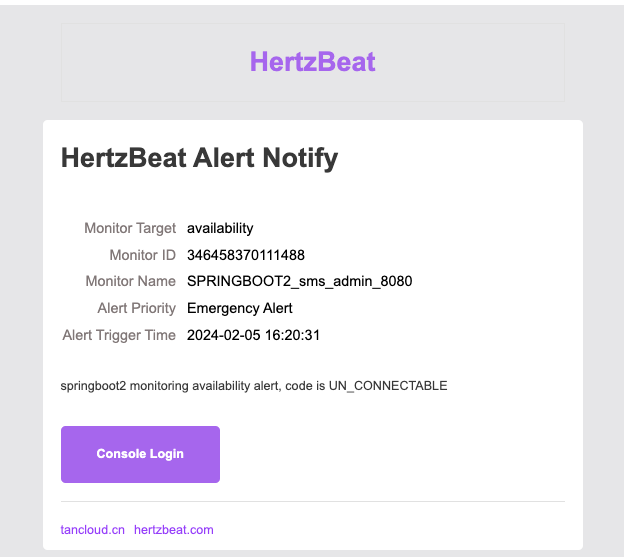 HertzBeat
HertzBeat Alert Notify
Monitor Target availability
Monitor ID 346458370111488
Monitor Name SPRINGBOOT2_sms_admin_8080
Alert Priority Emergency Alert
Alert Trigger Time 2024-02-05 16:20:31
springboot2 monitoring availability alert, code is UN_CONNECTABLE
Console Login
tancloud.cn hertzbeat.com